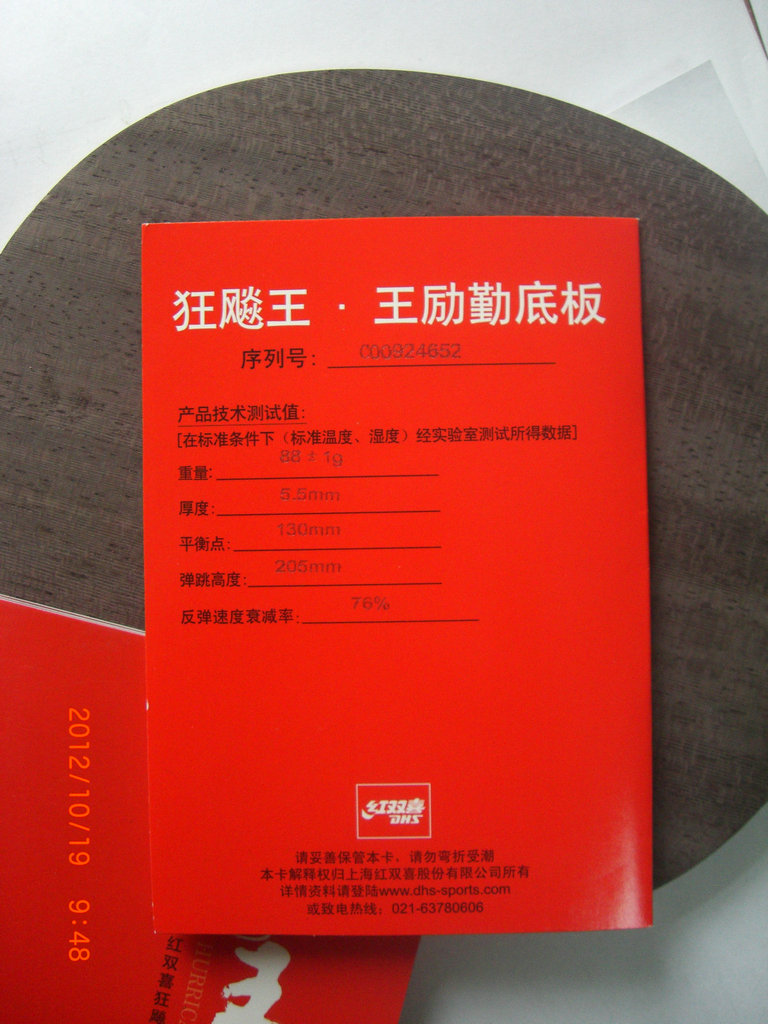 狂飚王·王励勤底板
序列号: C00324652
产品技术测试值:
[在标准条件下（标准温度、湿度）经实验室测试所得数据]
重量: 88 ± 1g
厚度: 5.5mm
平衡点: 130mm
弹跳高度: 205mm
反弹速度衰减率: 76%
红双喜
DHS
请妥善保管本卡，请勿弯折受潮
本卡解释权归上海红双喜股份有限公司所有
详情资料请登陆www.dhs-sports.com
或致电热线：021-63780606
2012/10/19 9:48
红双喜狂飚
HURRICA